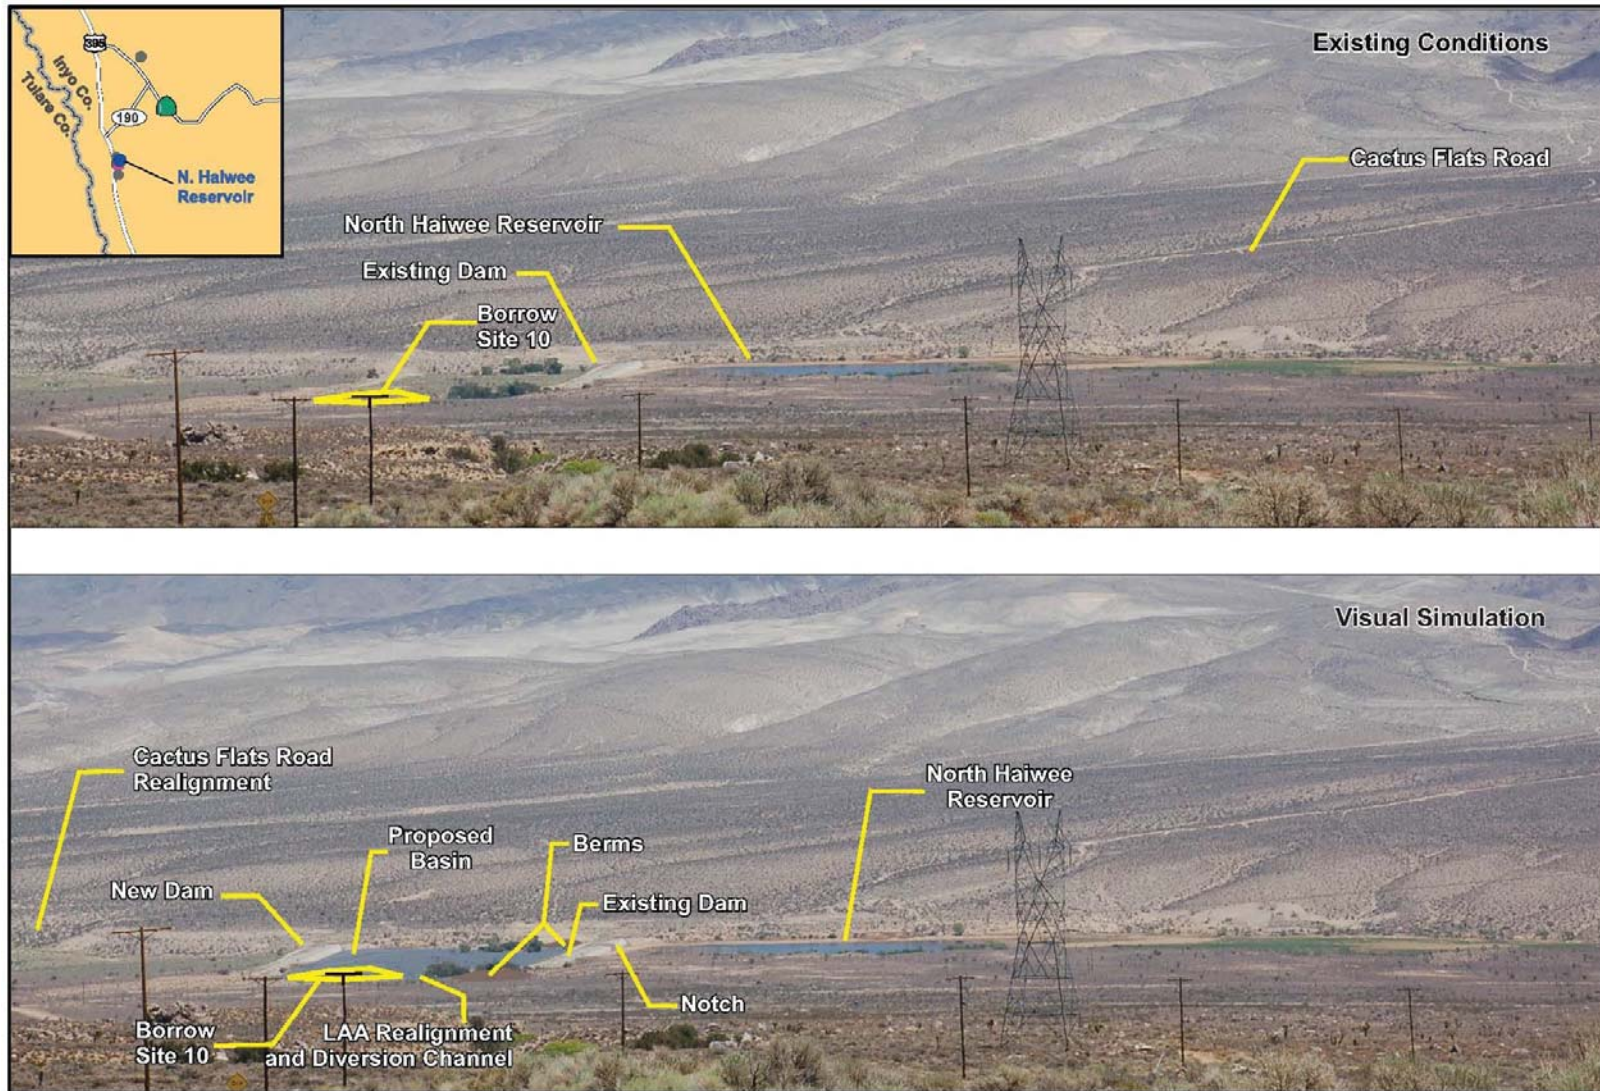 395
Inyo Co.
Tulare Co.
190
N. Haiwee
Reservoir
Existing Conditions
Cactus Flats Road
North Haiwee Reservoir
Existing Dam
Borrow
Site 10
Visual Simulation
Cactus Flats Road
Realignment
North Haiwee
Reservoir
Proposed
Basin
Berms
New Dam
Existing Dam
Notch
Borrow
Site 10
LAA Realignment
and Diversion Channel